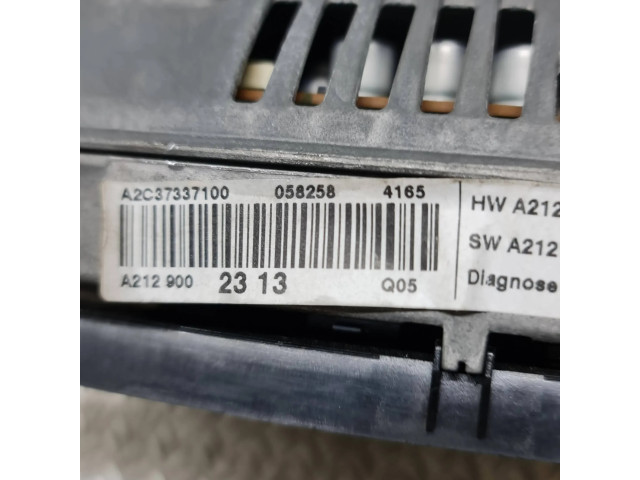 A2C37337100 058258 4165
A212 900 23 13 Q05
HW A212
SW A212
Diagnose